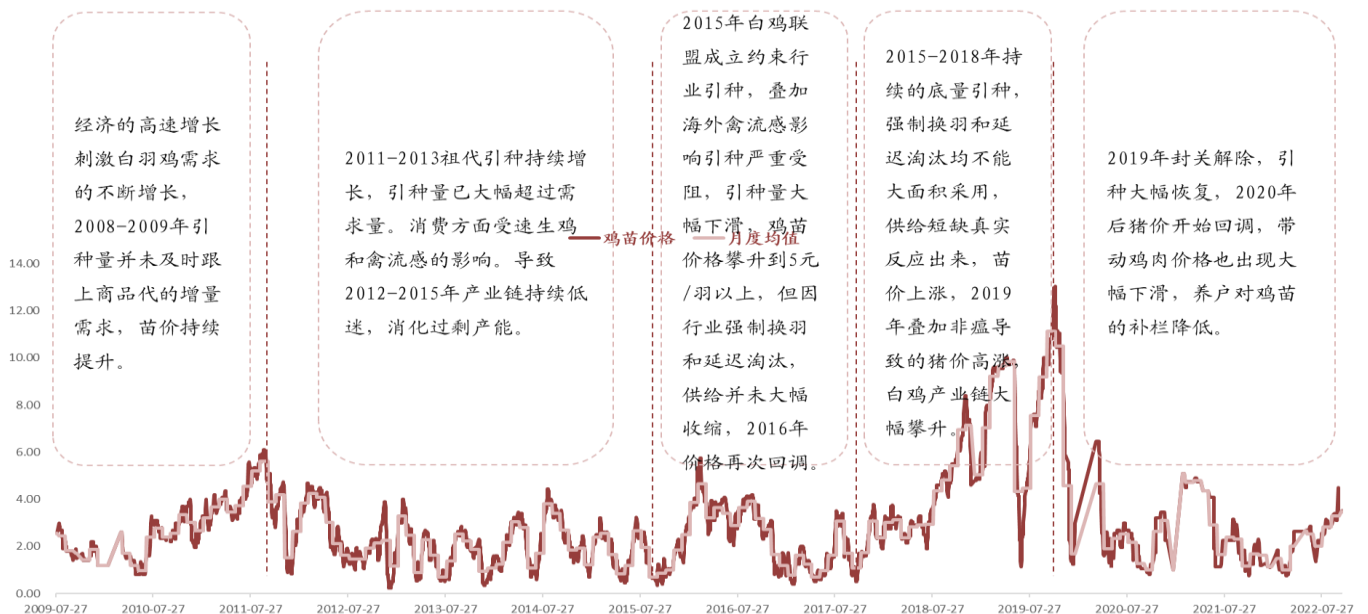 经济的高速增长
刺激白羽鸡需求
的不断增长，
2008-2009年引
种量并未及时跟
上商品代的增量
需求，苗价持续
提升。
2011-2013祖代引种持续增
长，引种量已大幅超过需
求量。消费方面受速生鸡
和禽流感的影响。导致
2012-2015年产业链持续低
迷，消化过剩产能。
2015年白鸡联
盟成立约束行
业引种，叠加
海外禽流感影
响引种严重受
阻，引种量大
幅下滑，鸡苗
价格攀升到5元
/羽以上，但因
行业强制换羽
和延迟淘汰，
供给并未大幅
收缩，2016年
价格再次回调。
2015-2018年持
续的底量引种，
强制换羽和延
迟淘汰均不能
大面积采用，
供给短缺真实
反应出来，苗
价上涨，2019
年叠加非瘟导
致的猪价高涨，
白鸡产业链大
幅攀升。
2019年封关解除，引
种大幅恢复，2020年
后猪价开始回调，带
动鸡肉价格也出现大
幅下滑，养户对鸡苗
的补栏降低。
鸡苗价格 月度均值
14.00
12.00
10.00
8.00
6.00
4.00
2.00
0.00
2009-07-27 2010-07-27 2011-07-27 2012-07-27 2013-07-27 2014-07-27 2015-07-27 2016-07-27 2017-07-27 2018-07-27 2019-07-27 2020-07-27 2021-07-27 2022-07-27